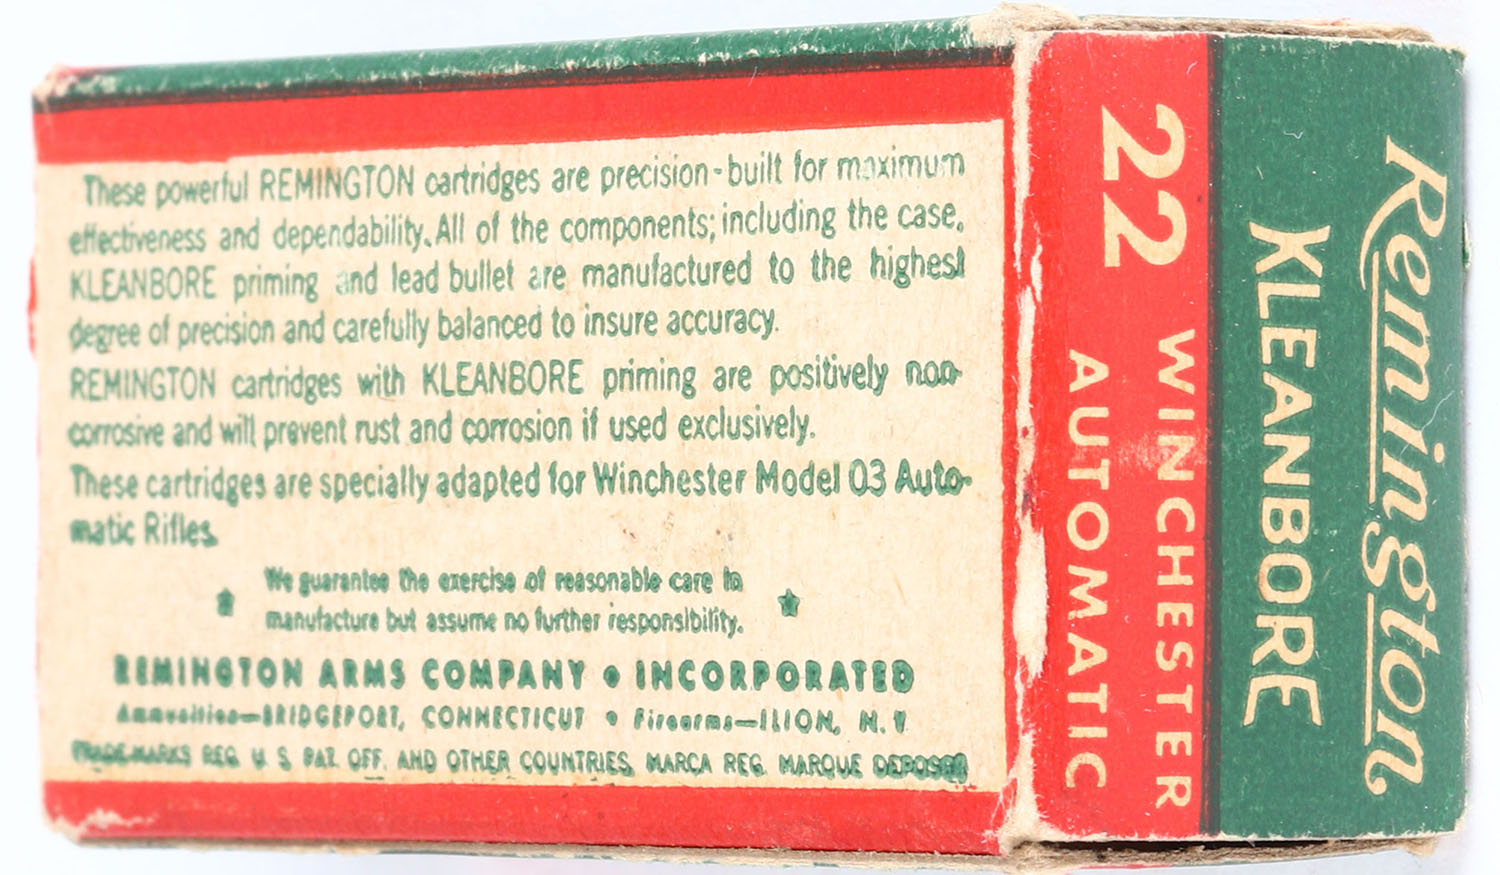 These powerful REMINGTON cartridges are precision-built for maximum
effectiveness and dependability. All of the components; including the case,
KLEANBORE priming and lead bullet are manufactured to the highest
degree of precision and carefully balanced to insure accuracy.
REMINGTON cartridges with KLEANBORE priming are positively non-
corrosive and will prevent rust and corrosion if used exclusively.
These cartridges are specially adapted for Winchester Model 03 Auto-
matic Rifles.
We guarantee the exercise of reasonable care in
manufacture but assume no further responsibility.
REMINGTON ARMS COMPANY • INCORPORATED
Ammunition—BRIDGEPORT, CONNECTICUT • Firearms—ILION, N. Y
TRADE-MARKS REG. U. S. PAT. OFF. AND OTHER COUNTRIES, MARCA REG. MARQUE DEPOSEE
Remington
KLEANBORE
22 WINCHESTER
AUTOMATIC